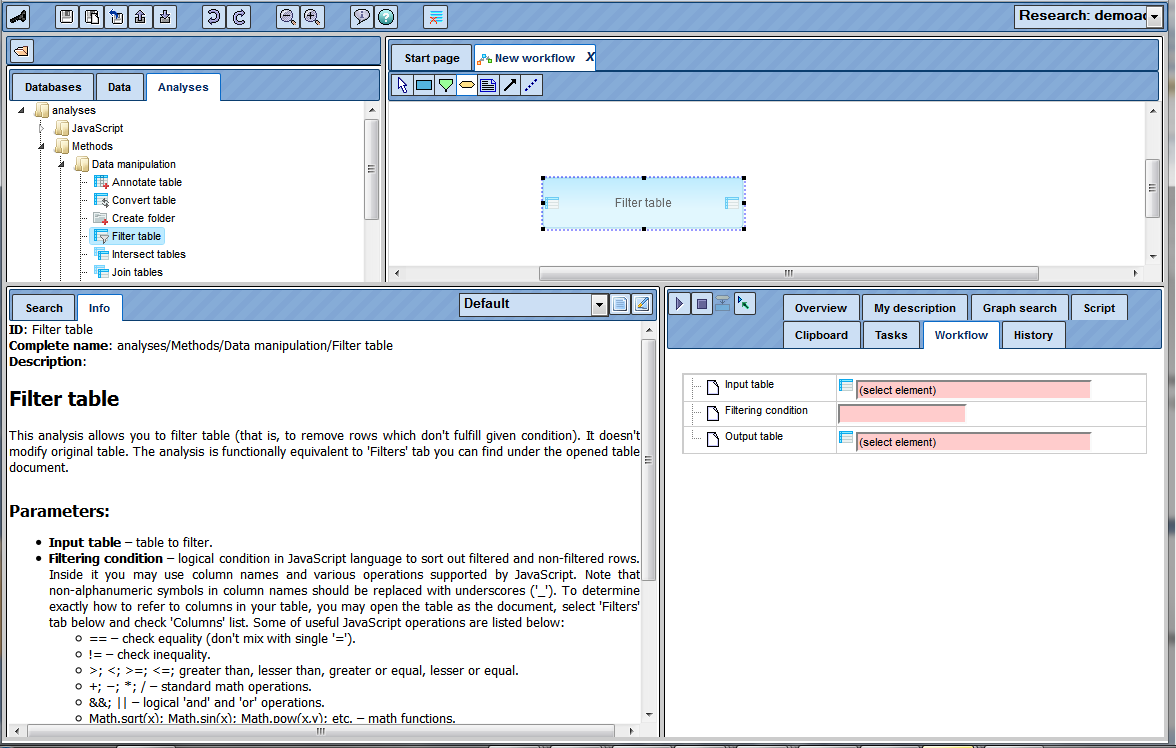 Research: demoac
Start page
New workflow X
Databases
Data
Analyses
analyses
JavaScript
Methods
Data manipulation
Annotate table
Convert table
Create folder
Filter table
Intersect tables
Join tables
Filter table
Search
Info
Default
ID: Filter table
Complete name: analyses/Methods/Data manipulation/Filter table
Description:
Filter table
This analysis allows you to filter table (that is, to remove rows which don't fulfill given condition). It doesn't
modify original table. The analysis is functionally equivalent to 'Filters' tab you can find under the opened table
document.
Parameters:
• Input table – table to filter.
• Filtering condition – logical condition in JavaScript language to sort out filtered and non-filtered rows.
Inside it you may use column names and various operations supported by JavaScript. Note that
non-alphanumeric symbols in column names should be replaced with underscores ('_'). To determine
exactly how to refer to columns in your table, you may open the table as the document, select 'Filters'
tab below and check 'Columns' list. Some of useful JavaScript operations are listed below:
== – check equality (don't mix with single '=').
!= – check inequality.
>; <; >=; <=; greater than, lesser than, greater or equal, lesser or equal.
+; –; *; / – standard math operations.
&&; || – logical 'and' and 'or' operations.
Math.sqrt(x); Math.sin(x); Math.pow(x,y); etc. – math functions.
Overview
My description
Graph search
Script
Clipboard
Tasks
Workflow
History
Input table
(select element)
Filtering condition
Output table
(select element)